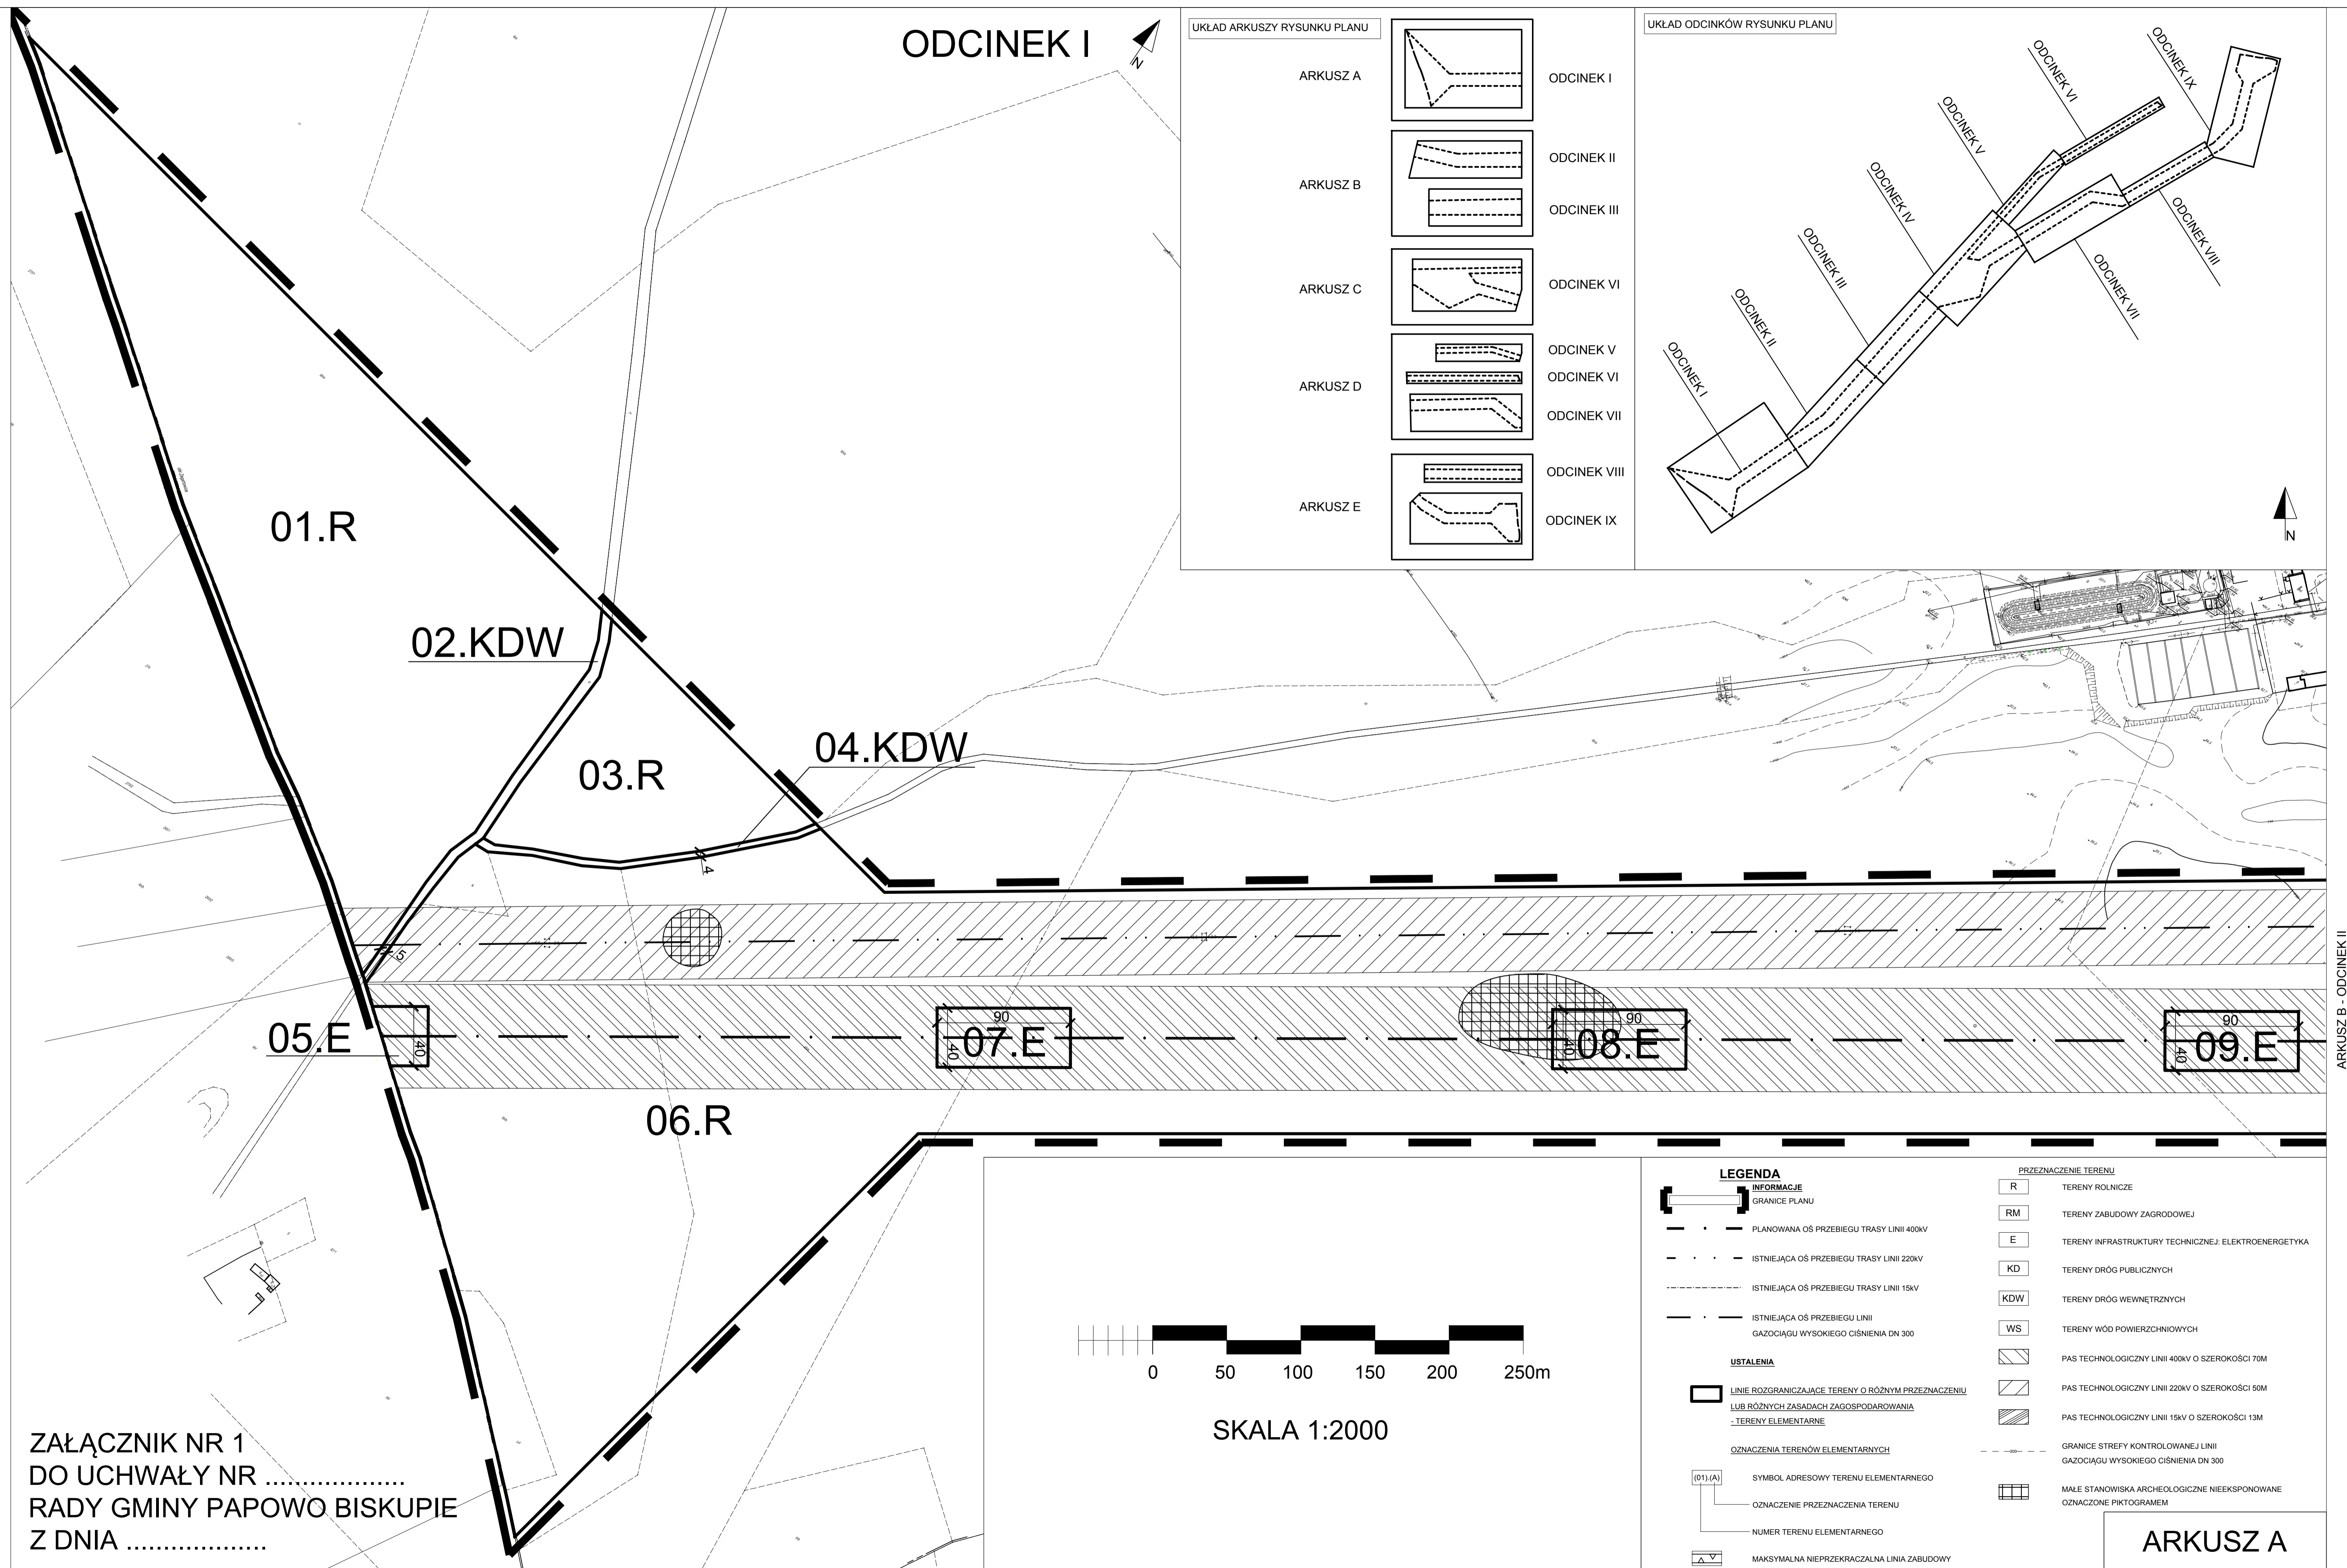 ODCINEK I
N
UKŁAD ARKUSZY RYSUNKU PLANU
ARKUSZ A
ODCINEK I
ARKUSZ B
ODCINEK II
ODCINEK III
ARKUSZ C
ODCINEK VI
ARKUSZ D
ODCINEK V
ODCINEK VI
ODCINEK VII
ARKUSZ E
ODCINEK VIII
ODCINEK IX
UKŁAD ODCINKÓW RYSUNKU PLANU
ODCINEK I
ODCINEK II
ODCINEK III
ODCINEK IV
ODCINEK V
ODCINEK VI
ODCINEK IX
ODCINEK VIII
ODCINEK VII
N
01.R
02.KDW
03.R
04.KDW
4
5
05.E
40
07.E
90
40
08.E
90
40
09.E
90
40
06.R
ARKUSZ B - ODCINEK II
0 50 100 150 200 250m
SKALA 1:2000
ZAŁĄCZNIK NR 1
DO UCHWAŁY NR ...................
RADY GMINY PAPOWO BISKUPIE
Z DNIA ...................
LEGENDA
INFORMACJE
GRANICE PLANU
PLANOWANA OŚ PRZEBIEGU TRASY LINII 400kV
ISTNIEJĄCA OŚ PRZEBIEGU TRASY LINII 220kV
ISTNIEJĄCA OŚ PRZEBIEGU TRASY LINII 15kV
ISTNIEJĄCA OŚ PRZEBIEGU LINII
GAZOCIĄGU WYSOKIEGO CIŚNIENIA DN 300
USTALENIA
LINIE ROZGRANICZAJĄCE TERENY O RÓŻNYM PRZEZNACZENIU
LUB RÓŻNYCH ZASADACH ZAGOSPODAROWANIA
- TERENY ELEMENTARNE
OZNACZENIA TERENÓW ELEMENTARNYCH
(01).(A)
SYMBOL ADRESOWY TERENU ELEMENTARNEGO
OZNACZENIE PRZEZNACZENIA TERENU
NUMER TERENU ELEMENTARNEGO
MAKSYMALNA NIEPRZEKRACZALNA LINIA ZABUDOWY
PRZEZNACZENIE TERENU
R TERENY ROLNICZE
RM TERENY ZABUDOWY ZAGRODOWEJ
E TERENY INFRASTRUKTURY TECHNICZNEJ: ELEKTROENERGETYKA
KD TERENY DRÓG PUBLICZNYCH
KDW TERENY DRÓG WEWNĘTRZNYCH
WS TERENY WÓD POWIERZCHNIOWYCH
PAS TECHNOLOGICZNY LINII 400kV O SZEROKOŚCI 70M
PAS TECHNOLOGICZNY LINII 220kV O SZEROKOŚCI 50M
PAS TECHNOLOGICZNY LINII 15kV O SZEROKOŚCI 13M
GRANICE STREFY KONTROLOWANEJ LINII
GAZOCIĄGU WYSOKIEGO CIŚNIENIA DN 300
MAŁE STANOWISKA ARCHEOLOGICZNE NIEEKSPONOWANE
OZNACZONE PIKTOGRAMEM
ARKUSZ A